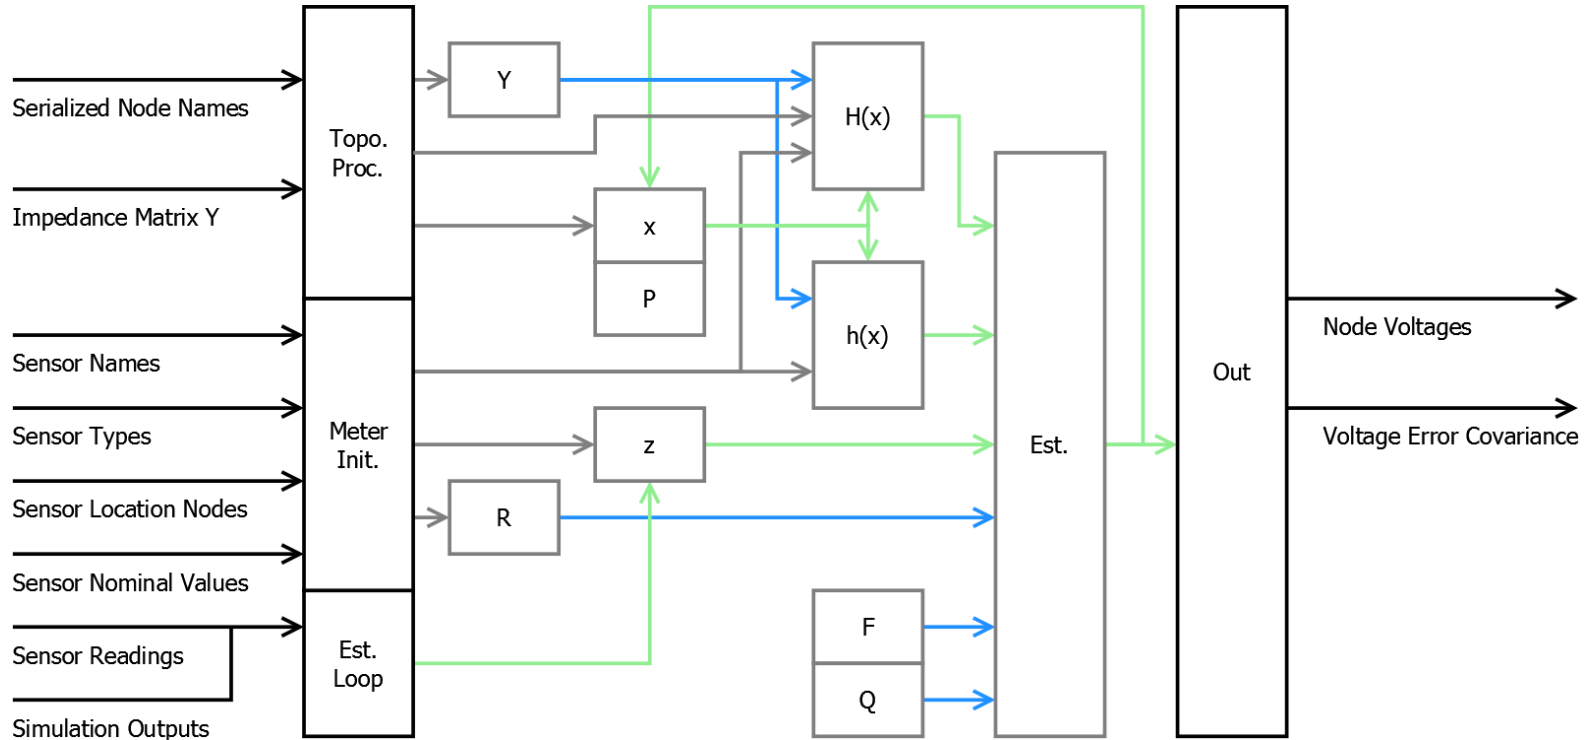 Serialized Node Names
Impedance Matrix Y
Sensor Names
Sensor Types
Sensor Location Nodes
Sensor Nominal Values
Sensor Readings
Simulation Outputs
Topo.
Proc.
Meter
Init.
Est.
Loop
Y
x
P
z
R
H(x)
h(x)
F
Q
Est.
Out
Node Voltages
Voltage Error Covariance